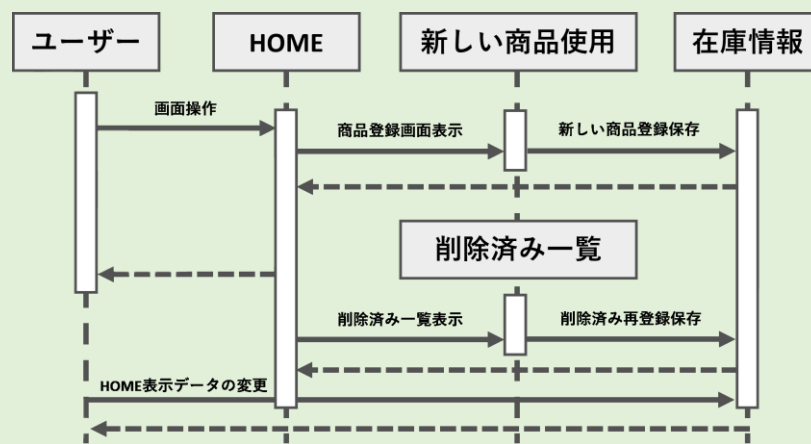 ユーザー
HOME
新しい商品使用
在庫情報
画面操作
商品登録画面表示
新しい商品登録保存
削除済み一覧
削除済み一覧表示
削除済み再登録保存
HOME表示データの変更